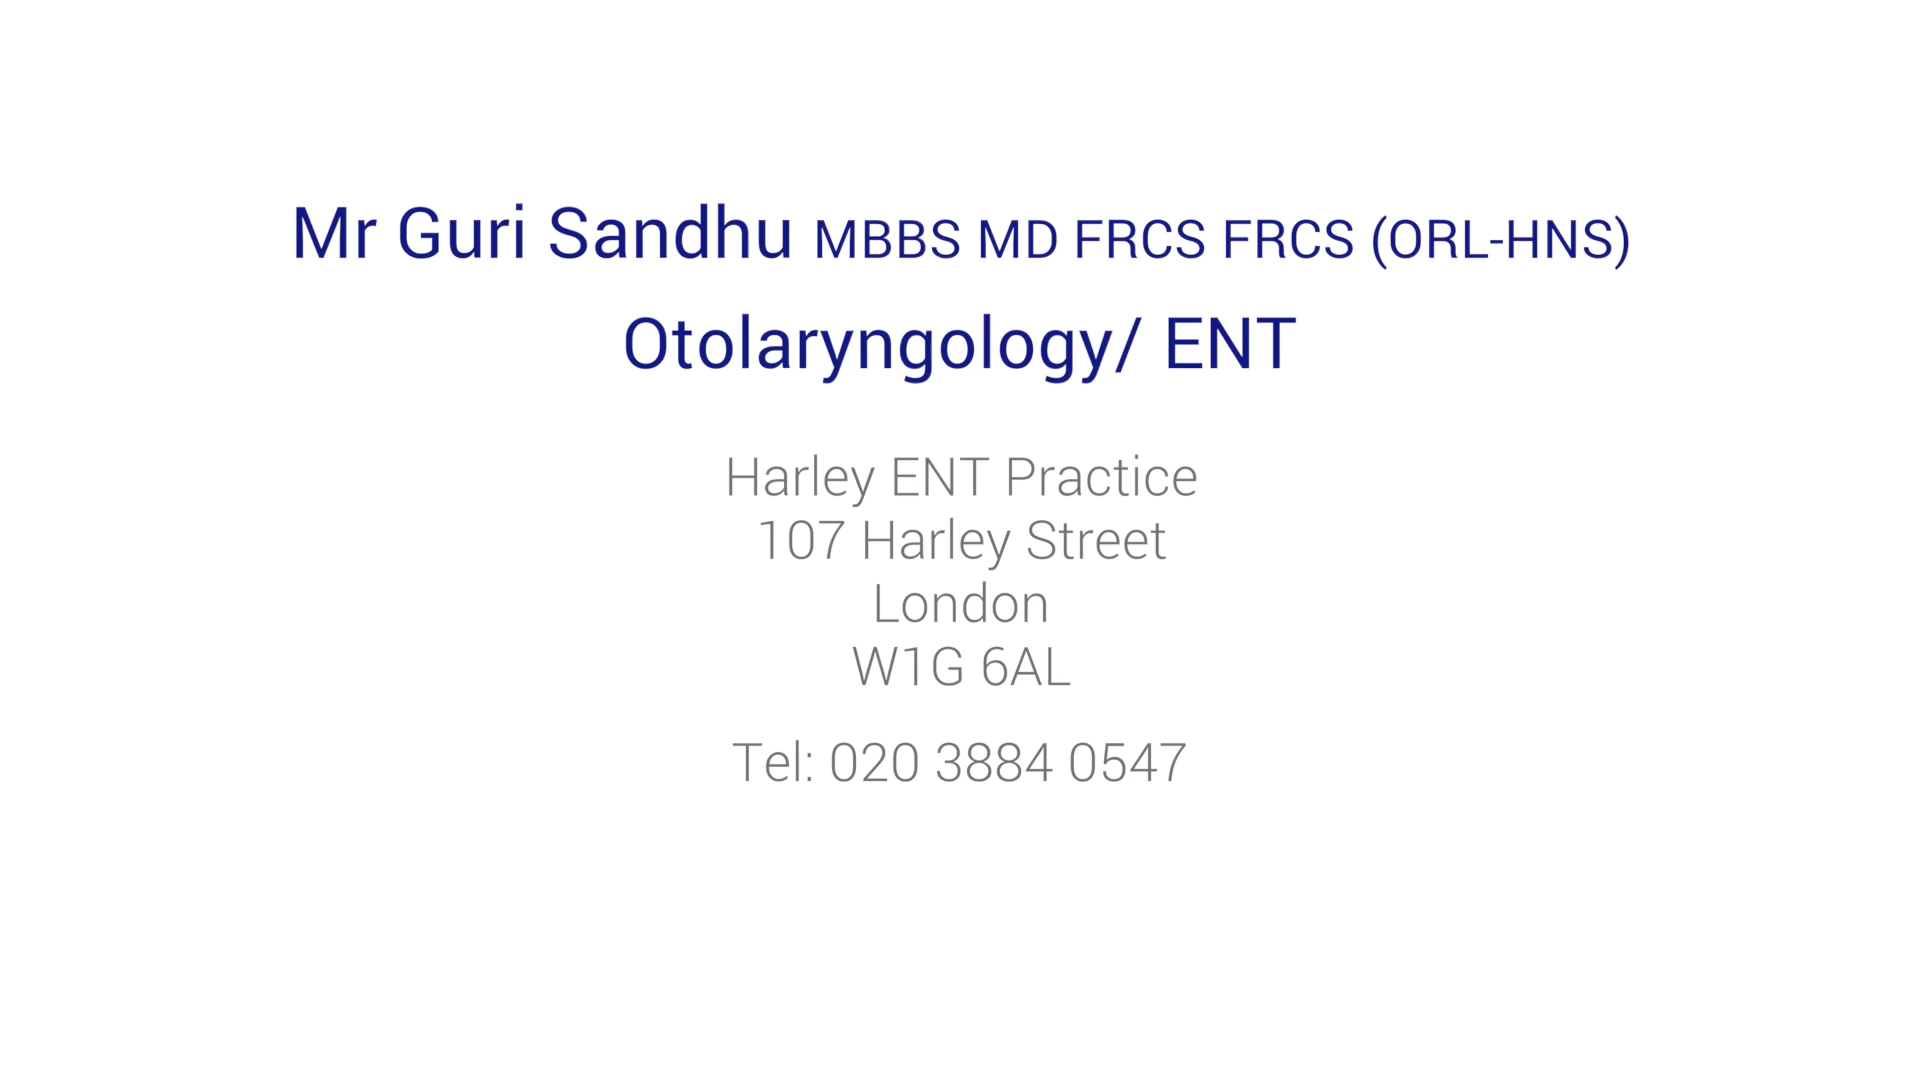 Mr Guri Sandhu MBBS MD FRCS FRCS (ORL-HNS)
Otolaryngology/ ENT
Harley ENT Practice
107 Harley Street
London
W1G 6AL
Tel: 020 3884 0547